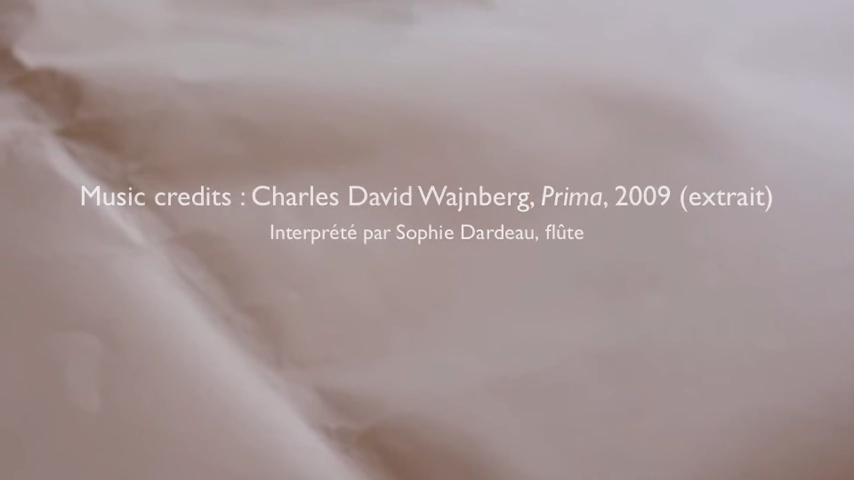 Music credits : Charles David Wajnberg, Prima, 2009 (extrait)
Interprété par Sophie Dardeau, flûte